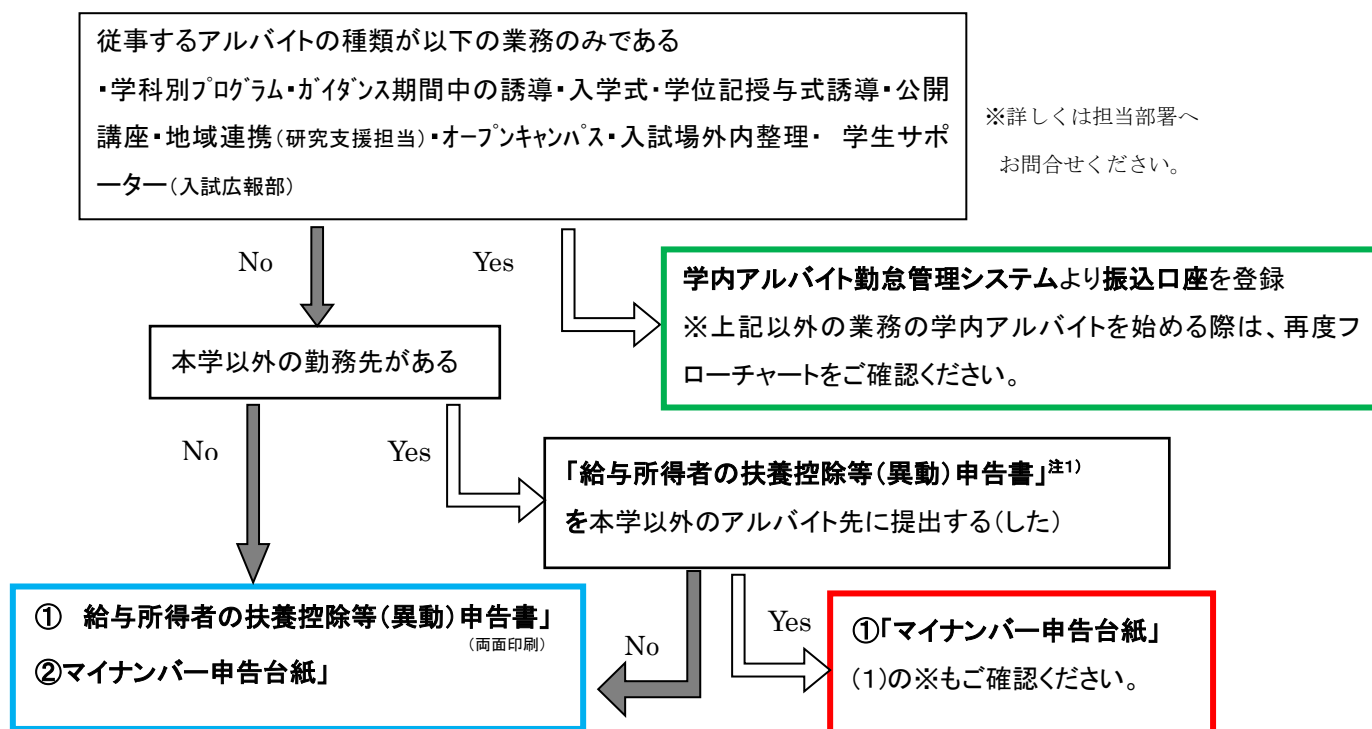 従事するアルバイトの種類が以下の業務のみである
・学科別ﾌﾟﾛｸﾞﾗﾑ・ｶﾞｲﾀﾞﾝｽ期間中の誘導・入学式・学位記授与式誘導・公開
講座・地域連携(研究支援担当)・ｵｰﾌﾟﾝｷｬﾝﾊﾟｽ・入試場外内整理・ 学生サポ
ーター(入試広報部)
※詳しくは担当部署へ
お問合せください。
No
Yes
学内アルバイト勤怠管理システムより振込口座を登録
※上記以外の業務の学内アルバイトを始める際は、再度フ
ローチャートをご確認ください。
本学以外の勤務先がある
No
Yes
「給与所得者の扶養控除等(異動)申告書」注1)
を本学以外のアルバイト先に提出する(した)
① 給与所得者の扶養控除等(異動)申告書」
(両面印刷)
②マイナンバー申告台紙」
No
Yes
①「マイナンバー申告台紙」
(1)の※もご確認ください。